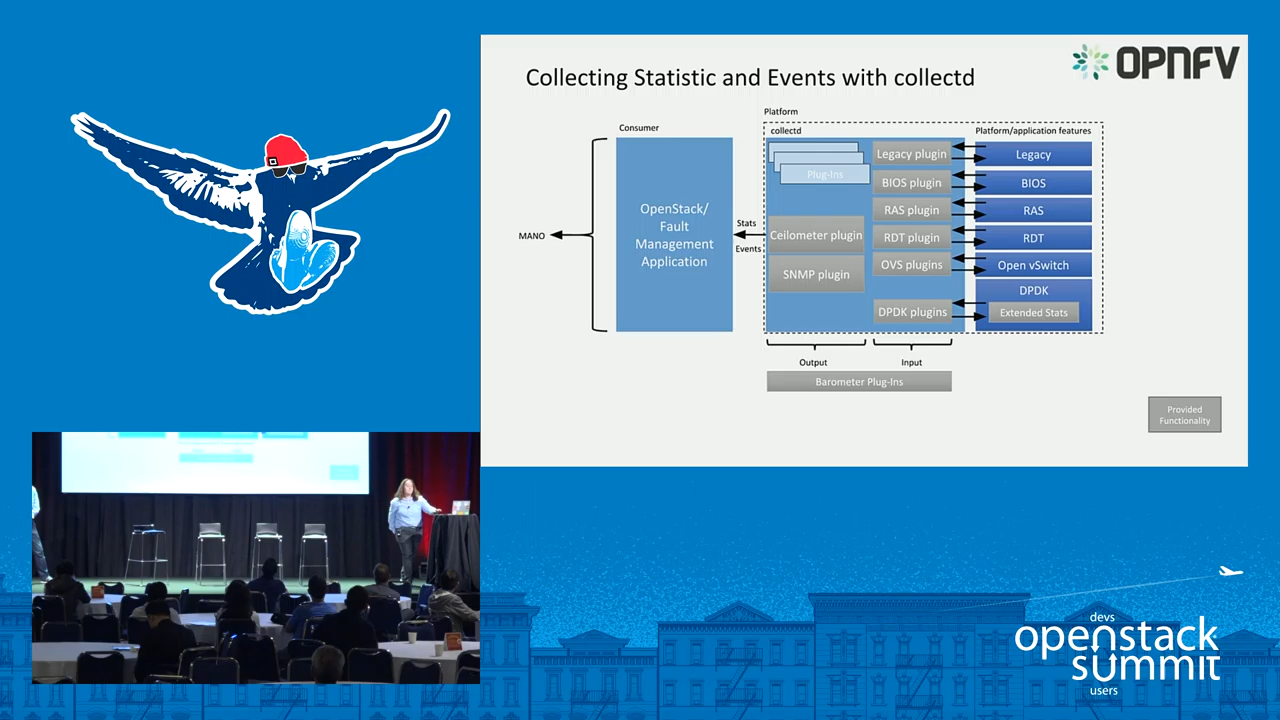 OPNFV
Collecting Statistic and Events with collectd
Platform
Consumer
collectd
Platform/application features
Plug-Ins
Legacy plugin
Legacy
BIOS plugin
BIOS
RAS plugin
RAS
OpenStack/
Fault
Management
Application
MANO
Stats
Events
Ceilometer plugin
RDT plugin
RDT
SNMP plugin
OVS plugins
Open vSwitch
DPDK
DPDK plugins
Extended Stats
Output
Input
Barometer Plug-Ins
Provided
Functionality
devs
openstack
summit
users